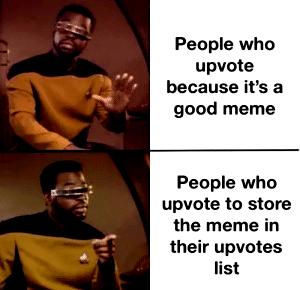 People who
upvote
because it's a
good meme
People who
upvote to store
the meme in
their upvotes
list